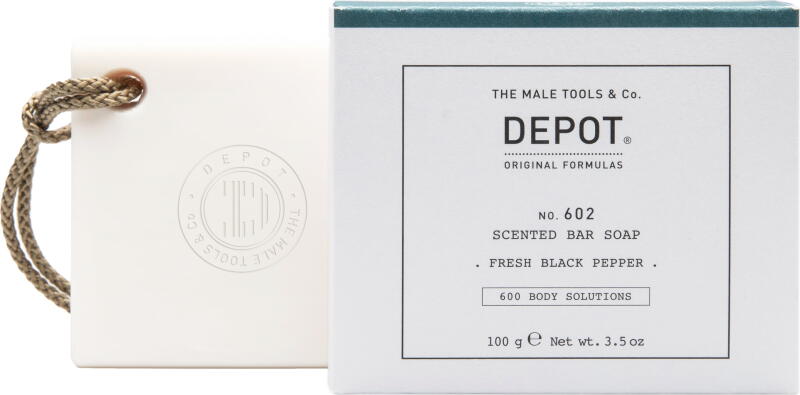 DEPOT
THE MALE TOOLS & Co.
THE MALE TOOLS & Co.
DEPOT®
ORIGINAL FORMULAS
NO. 602
SCENTED BAR SOAP
. FRESH BLACK PEPPER .
600 BODY SOLUTIONS
100 g ℮ Net wt. 3.5 oz